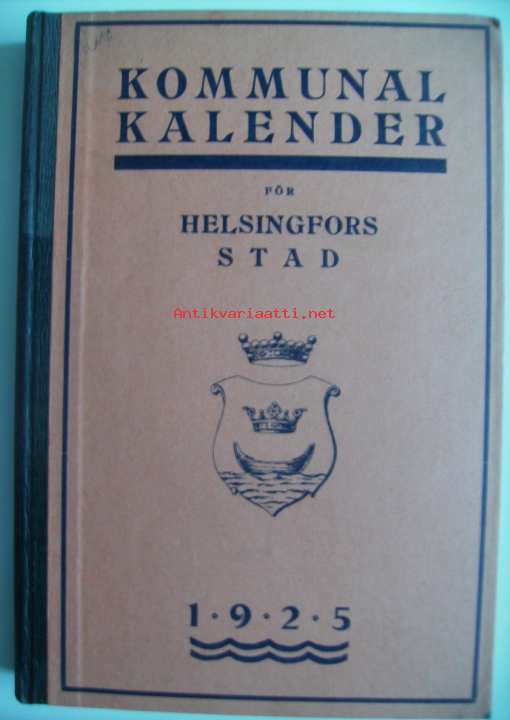 KOMMUNAL
KALENDER
FÖR
HELSINGFORS
STAD
Antikvariaatti.net
1·9·2·5